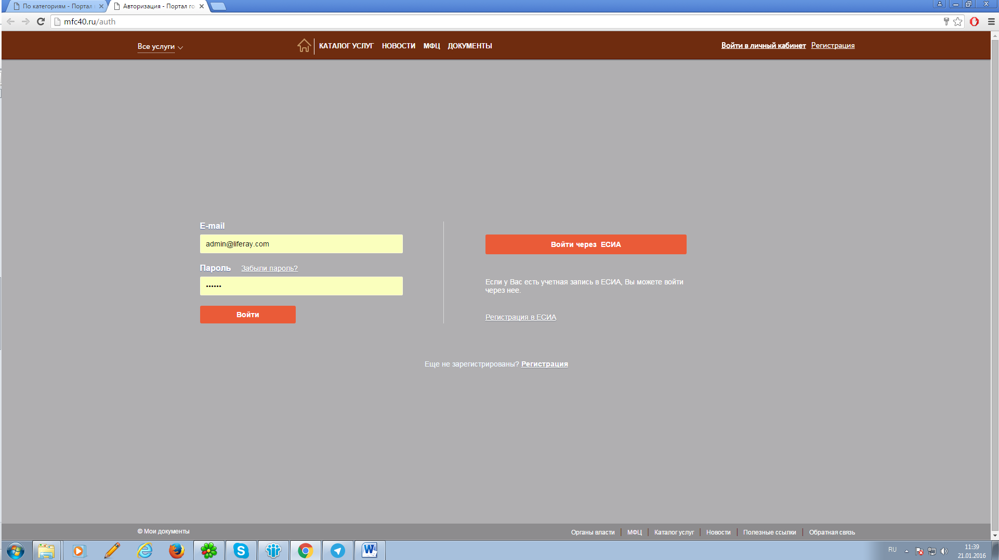 По категориям - Портал
Авторизация - Портал го
mfc40.ru/auth
Все услуги
КАТАЛОГ УСЛУГ НОВОСТИ МФЦ ДОКУМЕНТЫ
Войти в личный кабинет Регистрация
E-mail
admin@liferay.com
Пароль Забыли пароль?
••••••
Войти
Войти через ЕСИА
Если у Вас есть учетная запись в ЕСИА, Вы можете войти
через нее.
Регистрация в ЕСИА
Еще не зарегистрированы? Регистрация
© Мои документы
Органы власти МФЦ Каталог услуг Новости Полезные ссылки Обратная связь
RU
11:39
21.01.2016